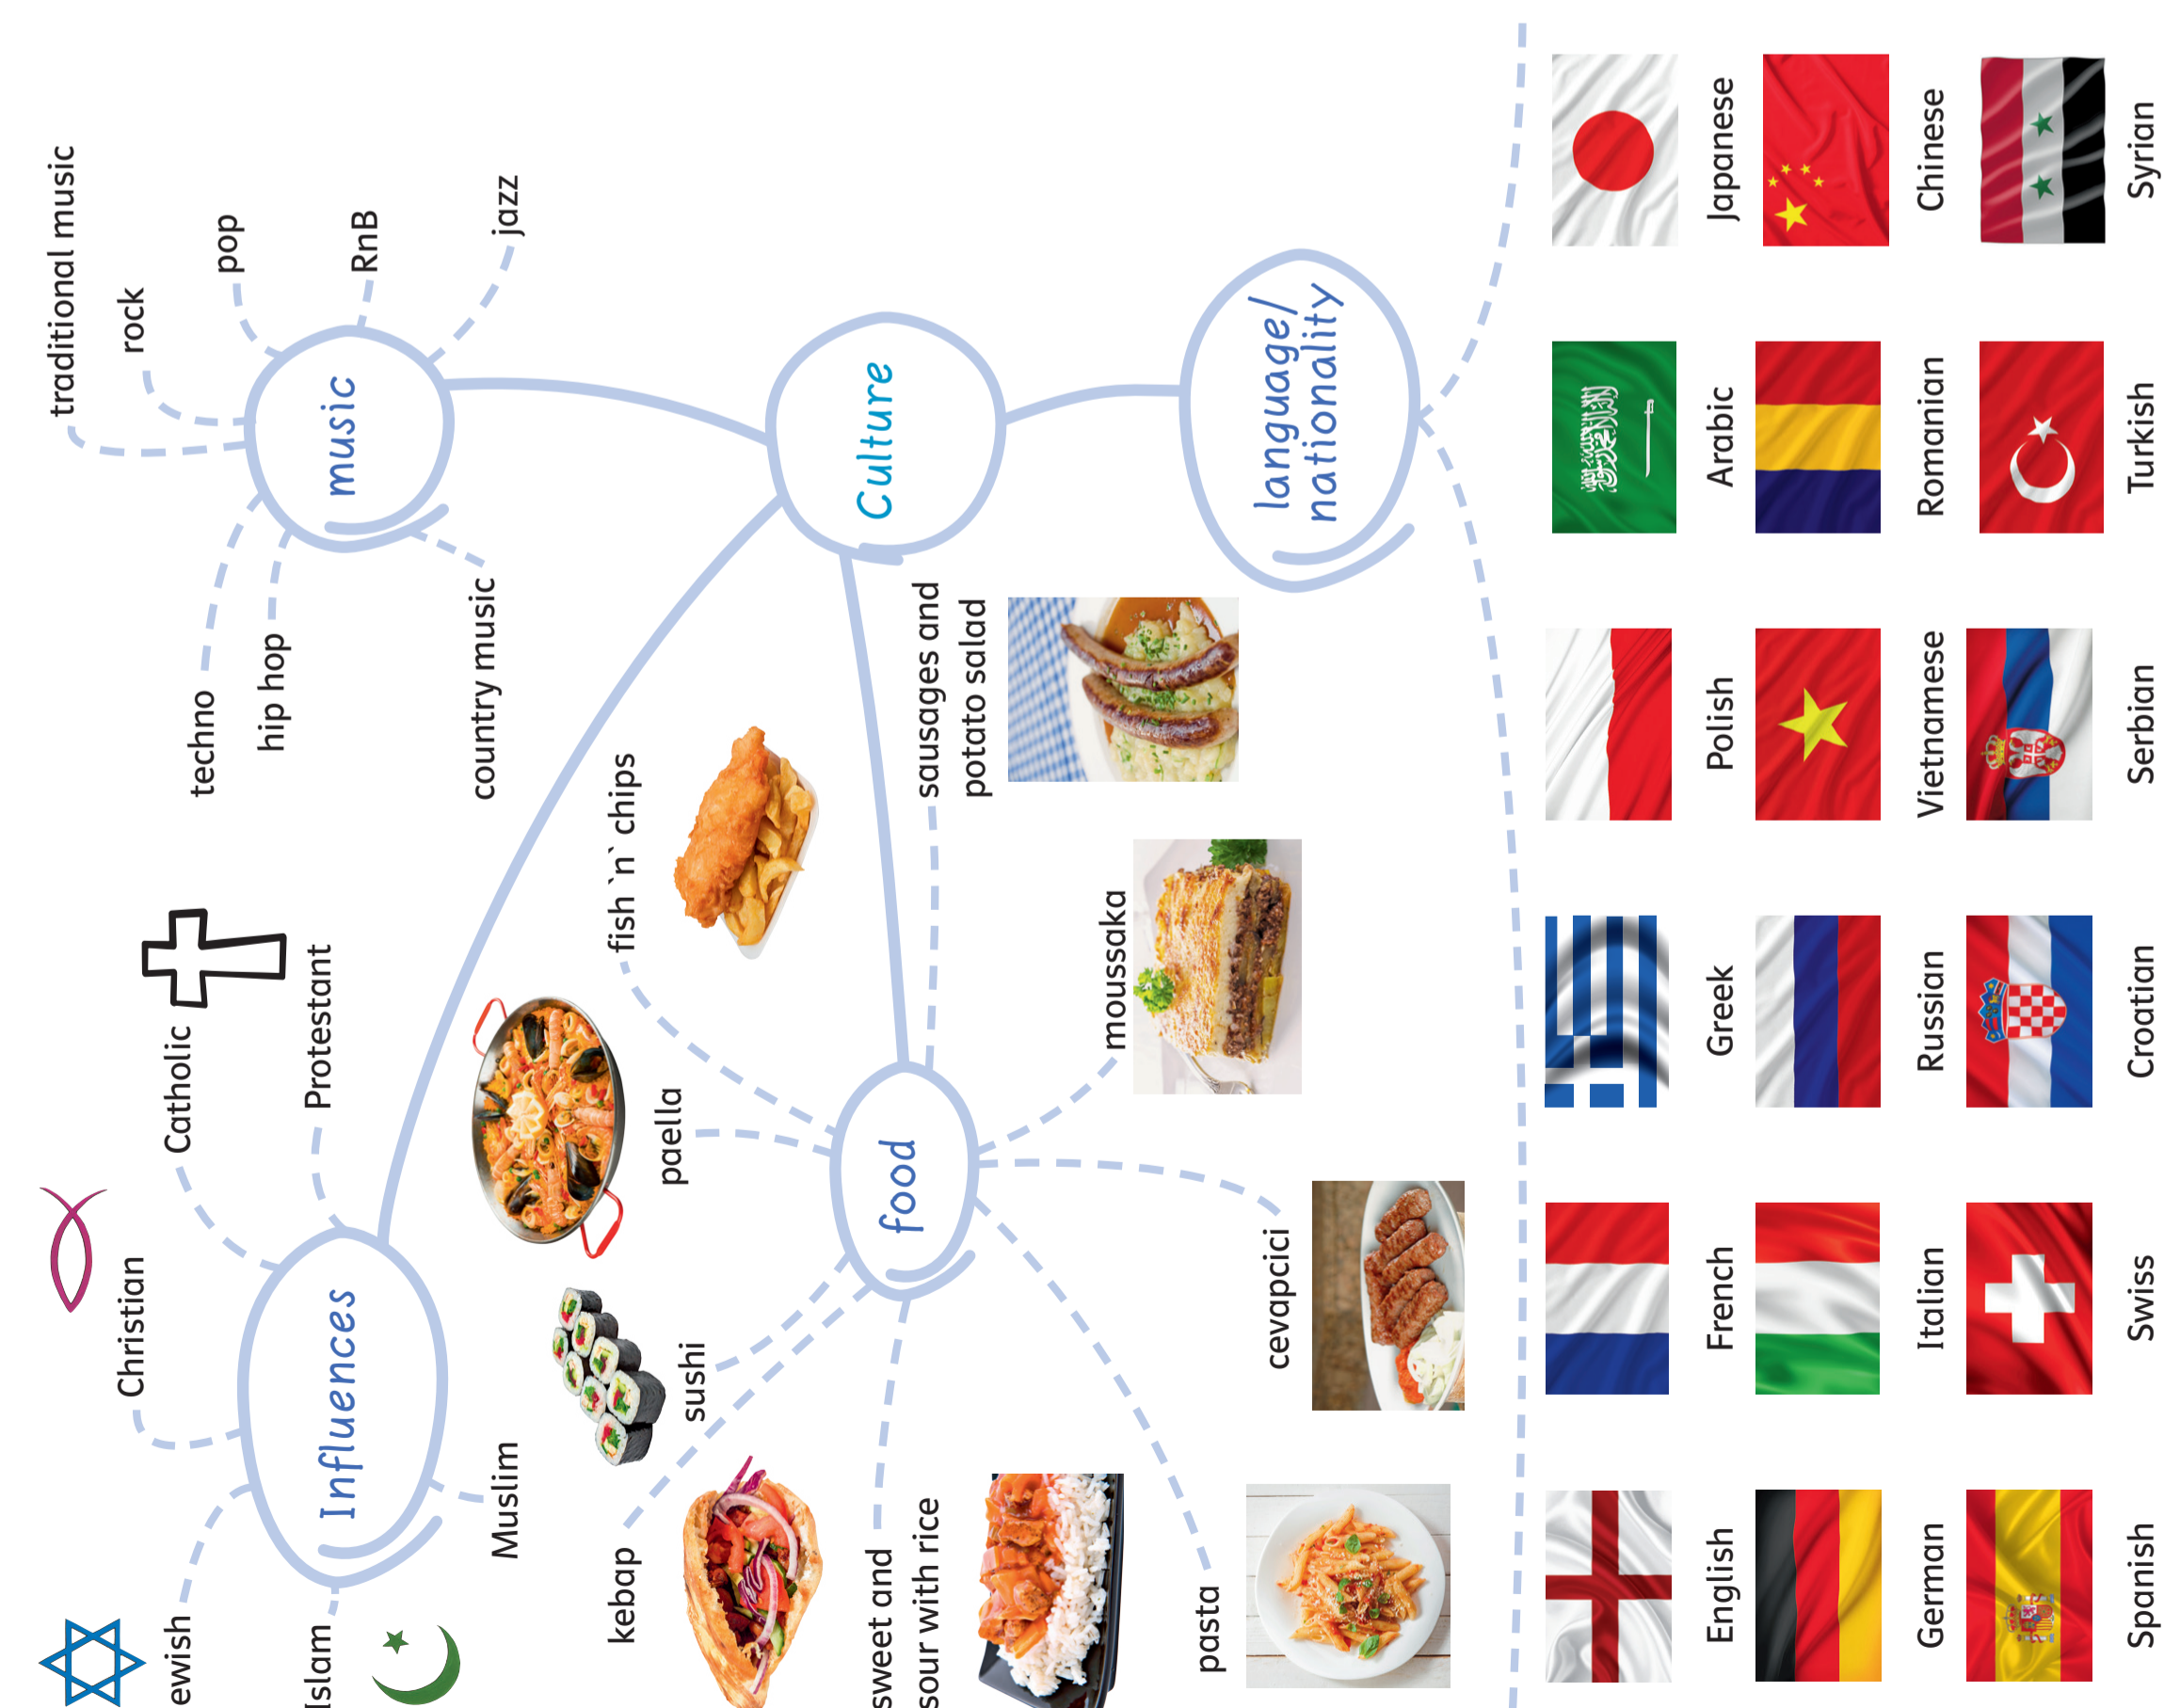 Influences
ewish
Islam
Christian
Catholic
Protestant
Muslim
music
traditional music
rock
pop
RnB
jazz
techno
hip hop
country music
Culture
food
fish `n` chips
paella
sushi
kebap
sweet and
sour with rice
pasta
cevapcici
moussaka
sausages and
potato salad
language/
nationality
English
French
Greek
Polish
Arabic
Japanese
German
Italian
Russian
Vietnamese
Romanian
Chinese
Spanish
Swiss
Croatian
Serbian
Turkish
Syrian